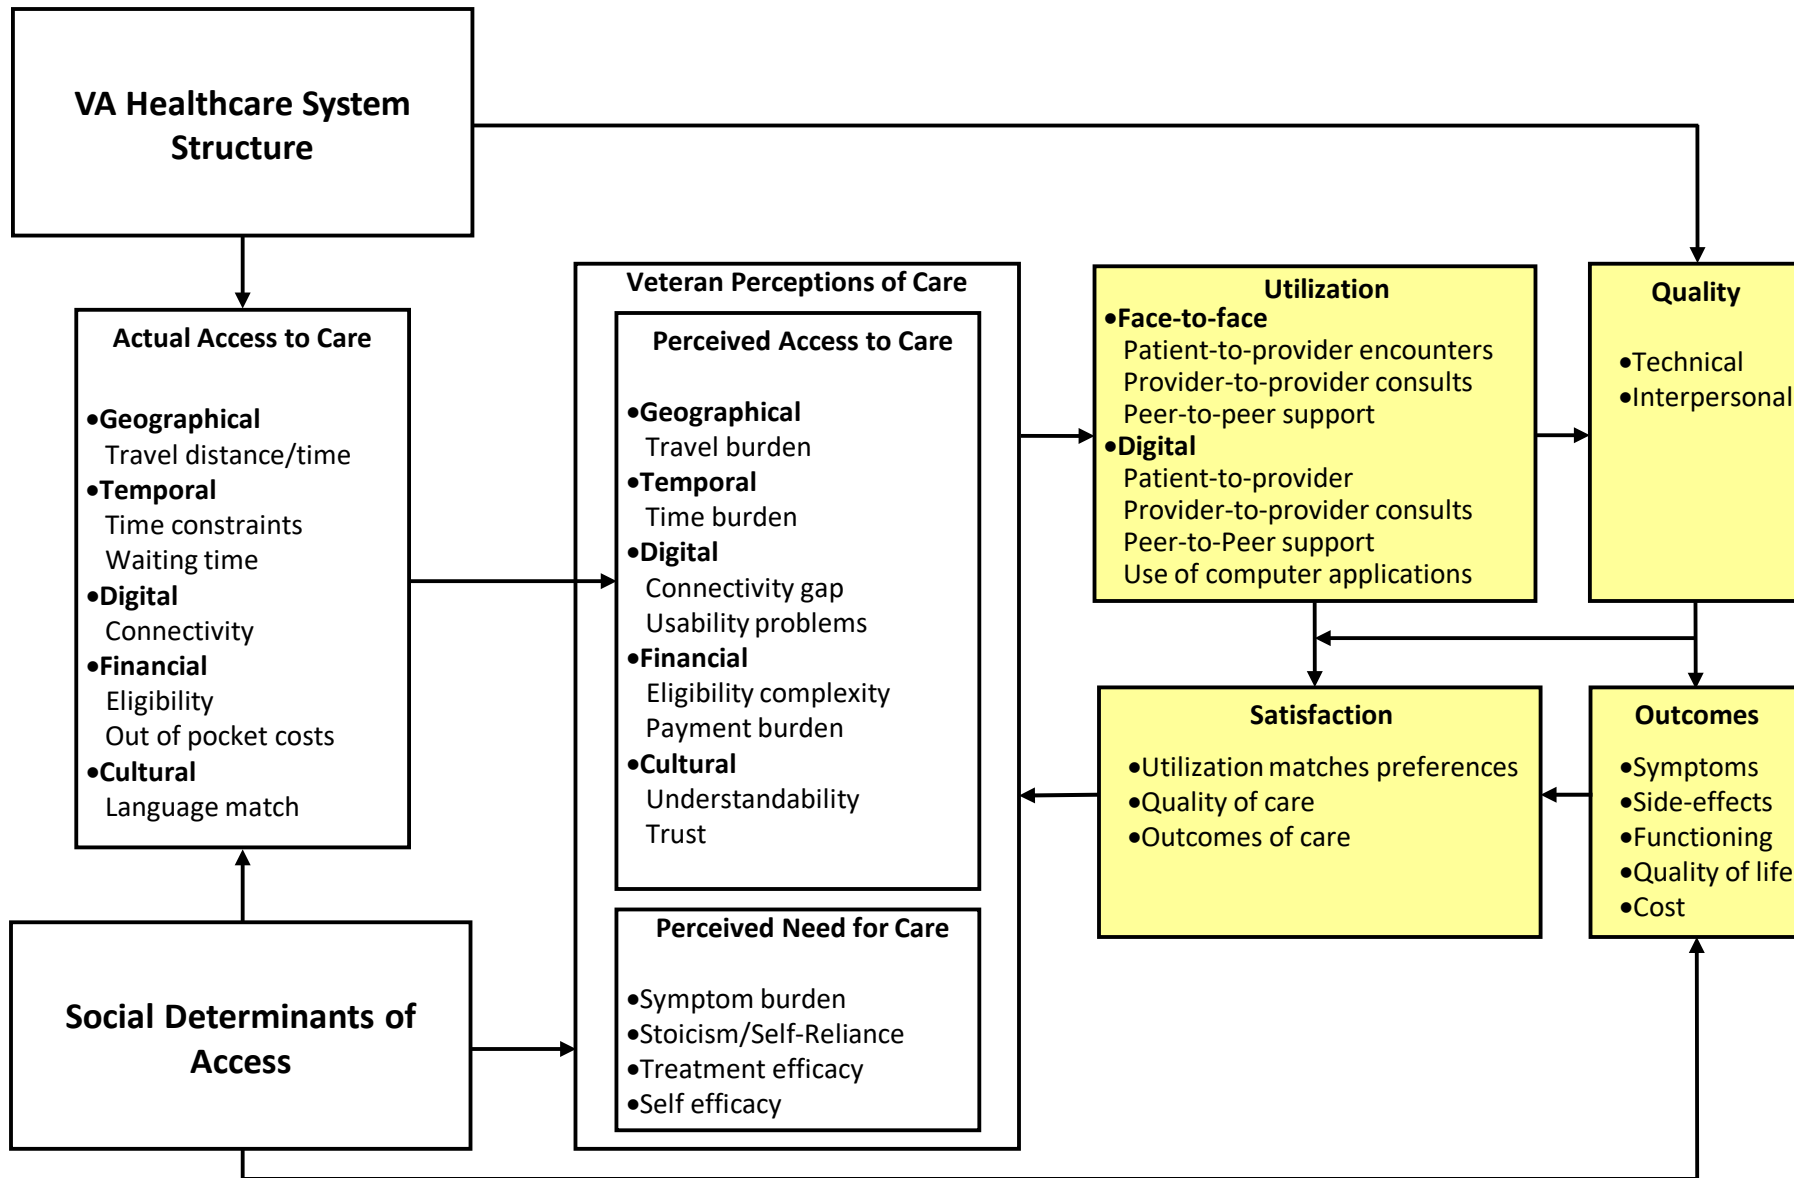 VA Healthcare System
Structure
Actual Access to Care
•Geographical
Travel distance/time
•Temporal
Time constraints
Waiting time
•Digital
Connectivity
•Financial
Eligibility
Out of pocket costs
•Cultural
Language match
Social Determinants of
Access
Veteran Perceptions of Care
Perceived Access to Care
•Geographical
Travel burden
•Temporal
Time burden
•Digital
Connectivity gap
Usability problems
•Financial
Eligibility complexity
Payment burden
•Cultural
Understandability
Trust
Perceived Need for Care
•Symptom burden
•Stoicism/Self-Reliance
•Treatment efficacy
•Self efficacy
Utilization
•Face-to-face
Patient-to-provider encounters
Provider-to-provider consults
Peer-to-peer support
•Digital
Patient-to-provider
Provider-to-provider consults
Peer-to-Peer support
Use of computer applications
Quality
•Technical
•Interpersonal
Satisfaction
•Utilization matches preferences
•Quality of care
•Outcomes of care
Outcomes
•Symptoms
•Side-effects
•Functioning
•Quality of life
•Cost